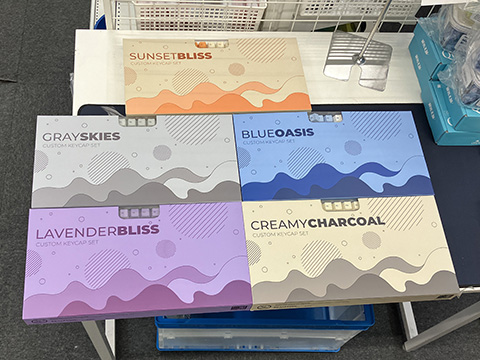 SUNSETBLISS
CUSTOM KEYCAP SET
GRAYSKIES
CUSTOM KEYCAP SET
BLUEOASIS
CUSTOM KEYCAP SET
LAVENDERBLISS
CUSTOM KEYCAP SET
CREAMYCHARCOAL
CUSTOM KEYCAP SET